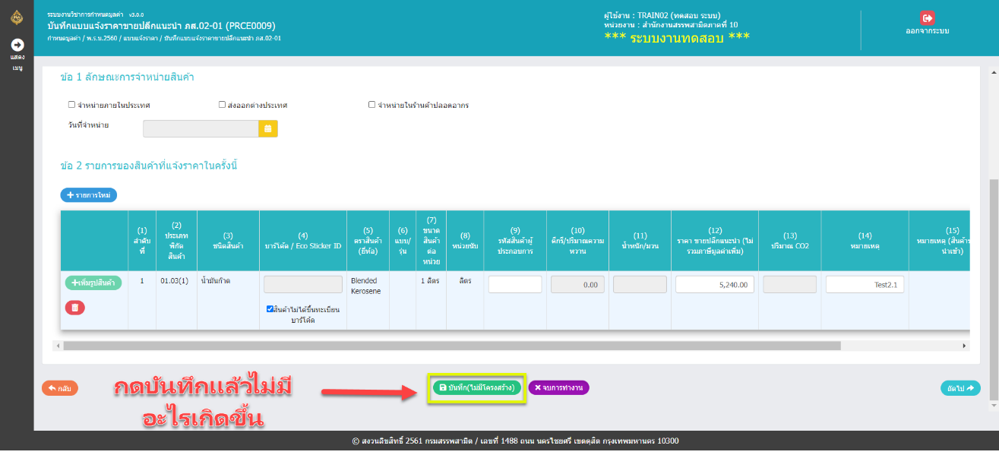 ระบบงานวิชาการกำหนดมูลค่า v3.0.0
บันทึกแบบแจ้งราคาขายปลีกแนะนำ ภส.02-01 (PRCE0009)
กำหนดมูลค่า / พ.ร.บ.2560 / แบบแจ้งราคา / บันทึกแบบแจ้งราคาขายปลีกแนะนำ ภส.02-01
ผู้ใช้งาน : TRAIN02 (ทดสอบ ระบบ)
หน่วยงาน : สำนักงานสรรพสามิตภาคที่ 10
*** ระบบงานทดสอบ ***
ออกจากระบบ
แสดง
เมนู
ข้อ 1 ลักษณะการจำหน่ายสินค้า
จำหน่ายภายในประเทศ
ส่งออกต่างประเทศ
จำหน่ายในร้านค้าปลอดอากร
วันที่จำหน่าย
ข้อ 2 รายการของสินค้าที่แจ้งราคาในครั้งนี้
รายการใหม่
(1)
ลำดับ
ที่
(2)
ประเภท
พิกัด
สินค้า
(3)
ชนิดสินค้า
(4)
บาร์โค้ด / Eco Sticker ID
(5)
ตราสินค้า
(ยี่ห้อ)
(6)
แบบ/
รุ่น
(7)
ขนาด
สินค้า
ต่อ
หน่วย
(8)
หน่วยนับ
(9)
รหัสสินค้าผู้
ประกอบการ
(10)
ดีกรี/ปริมาณความ
หวาน
(11)
น้ำหนัก/มวน
(12)
ราคา ขายปลีกแนะนำ (ไม่
รวมภาษีมูลค่าเพิ่ม)
(13)
ปริมาณ CO2
(14)
หมายเหตุ
(15)
หมายเหตุ (สินค้า
นำเข้า)
เพิ่มรูปสินค้า
1
01.03(1)
น้ำมันก๊าด
สินค้าไม่ได้ขึ้นทะเบียน
บาร์โค้ด
Blended
Kerosene
1 ลิตร
ลิตร
0.00
5,240.00
Test2.1
กลับ
กดบันทึกแล้วไม่มี
อะไรเกิดขึ้น
บันทึก(ไม่มีโครงสร้าง)
จบการทำงาน
ถัดไป
© สงวนลิขสิทธิ์ 2561 กรมสรรพสามิต / เลขที่ 1488 ถนน นครไชยศรี เขตดุสิต กรุงเทพมหานคร 10300